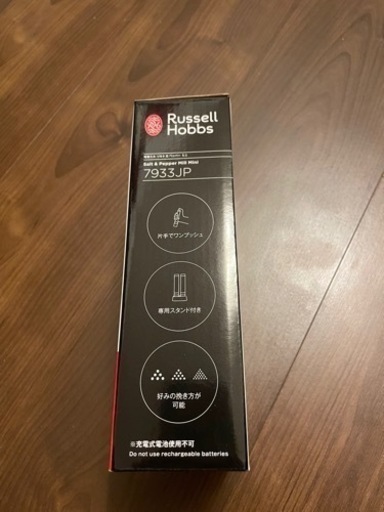 Russell
Hobbs
Salt & Pepper Mill Mini
7933JP
片手でワンプッシュ
専用スタンド付き
好みの挽き方が
可能
※充電式電池使用不可
Do not use rechargeable batteries